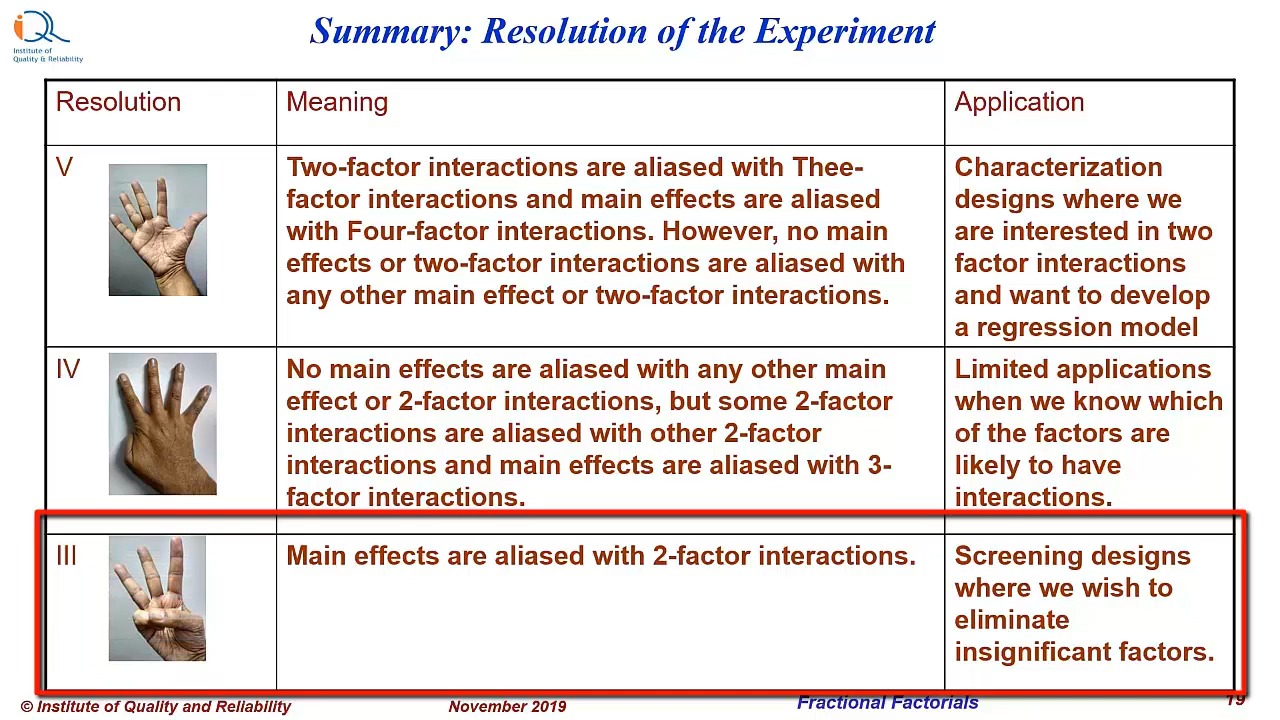 iQ
Institute of
Quality & Reliability
Summary: Resolution of the Experiment
Resolution
Meaning
Application
V
Two-factor interactions are aliased with Thee-
factor interactions and main effects are aliased
with Four-factor interactions. However, no main
effects or two-factor interactions are aliased with
any other main effect or two-factor interactions.
Characterization
designs where we
are interested in two
factor interactions
and want to develop
a regression model
IV
No main effects are aliased with any other main
effect or 2-factor interactions, but some 2-factor
interactions are aliased with other 2-factor
interactions and main effects are aliased with 3-
factor interactions.
Limited applications
when we know which
of the factors are
likely to have
interactions.
III
Main effects are aliased with 2-factor interactions.
Screening designs
where we wish to
eliminate
insignificant factors.
© Institute of Quality and Reliability
November 2019
Fractional Factorials
19